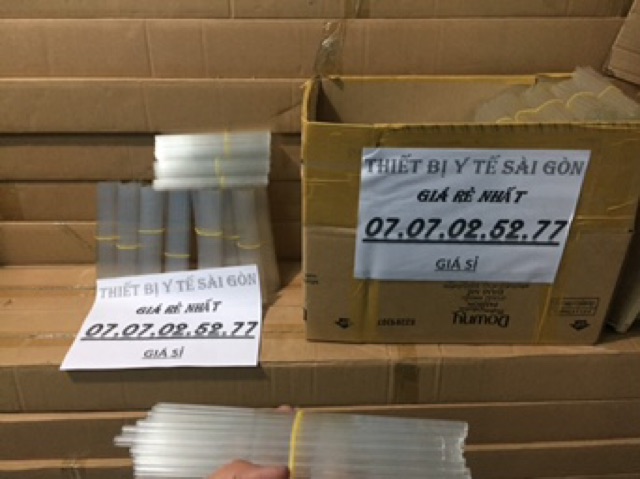 THIẾT BỊ Y TẾ SÀI GÒN
GIÁ RẺ NHẤT
07.07.02.52.77
GIÁ SỈ
THIẾT BỊ Y TẾ SÀI GÒN
GIÁ RẺ NHẤT
07.07.02.52.77
GIÁ SỈ
Downy